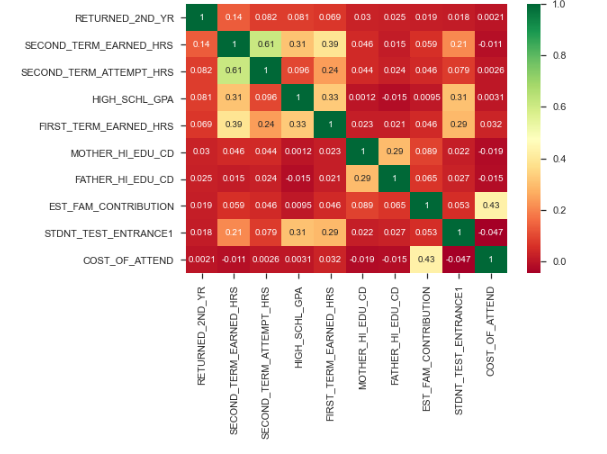 RETURNED_2ND_YR 1 0.14 0.082 0.081 0.069 0.03 0.025 0.019 0.018 0.0021
SECOND_TERM_EARNED_HRS 0.14 1 0.61 0.31 0.39 0.046 0.015 0.059 0.21 -0.011
SECOND_TERM_ATTEMPT_HRS 0.082 0.61 1 0.096 0.24 0.044 0.024 0.046 0.079 0.0026
HIGH_SCHL_GPA 0.081 0.31 0.096 1 0.33 0.0012 -0.015 0.0095 0.31 0.0031
FIRST_TERM_EARNED_HRS 0.069 0.39 0.24 0.33 1 0.023 0.021 0.046 0.29 0.032
MOTHER_HI_EDU_CD 0.03 0.046 0.044 0.0012 0.023 1 0.29 0.089 0.022 -0.019
FATHER_HI_EDU_CD 0.025 0.015 0.024 -0.015 0.021 0.29 1 0.065 0.027 -0.015
EST_FAM_CONTRIBUTION 0.019 0.059 0.046 0.0095 0.046 0.089 0.065 1 0.053 0.43
STDNT_TEST_ENTRANCE1 0.018 0.21 0.079 0.31 0.29 0.022 0.027 0.053 1 -0.047
COST_OF_ATTEND 0.0021 -0.011 0.0026 0.0031 0.032 -0.019 -0.015 0.43 -0.047 1
RETURNED_2ND_YR
SECOND_TERM_EARNED_HRS
SECOND_TERM_ATTEMPT_HRS
HIGH_SCHL_GPA
FIRST_TERM_EARNED_HRS
MOTHER_HI_EDU_CD
FATHER_HI_EDU_CD
EST_FAM_CONTRIBUTION
STDNT_TEST_ENTRANCE1
COST_OF_ATTEND
1.0
0.8
0.6
0.4
0.2
0.0